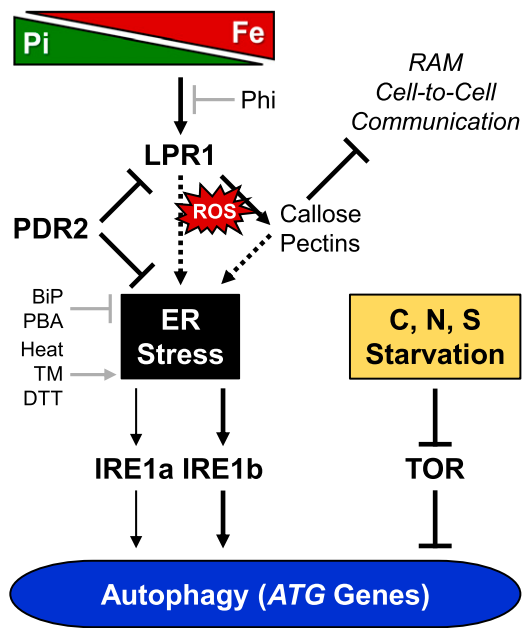 Pi
Fe
Phi
RAM
Cell-to-Cell
Communication
LPR1
ROS
PDR2
Callose
Pectins
BiP
PBA
Heat
TM
DTT
ER
Stress
C, N, S
Starvation
IRE1a IRE1b
TOR
Autophagy (ATG Genes)